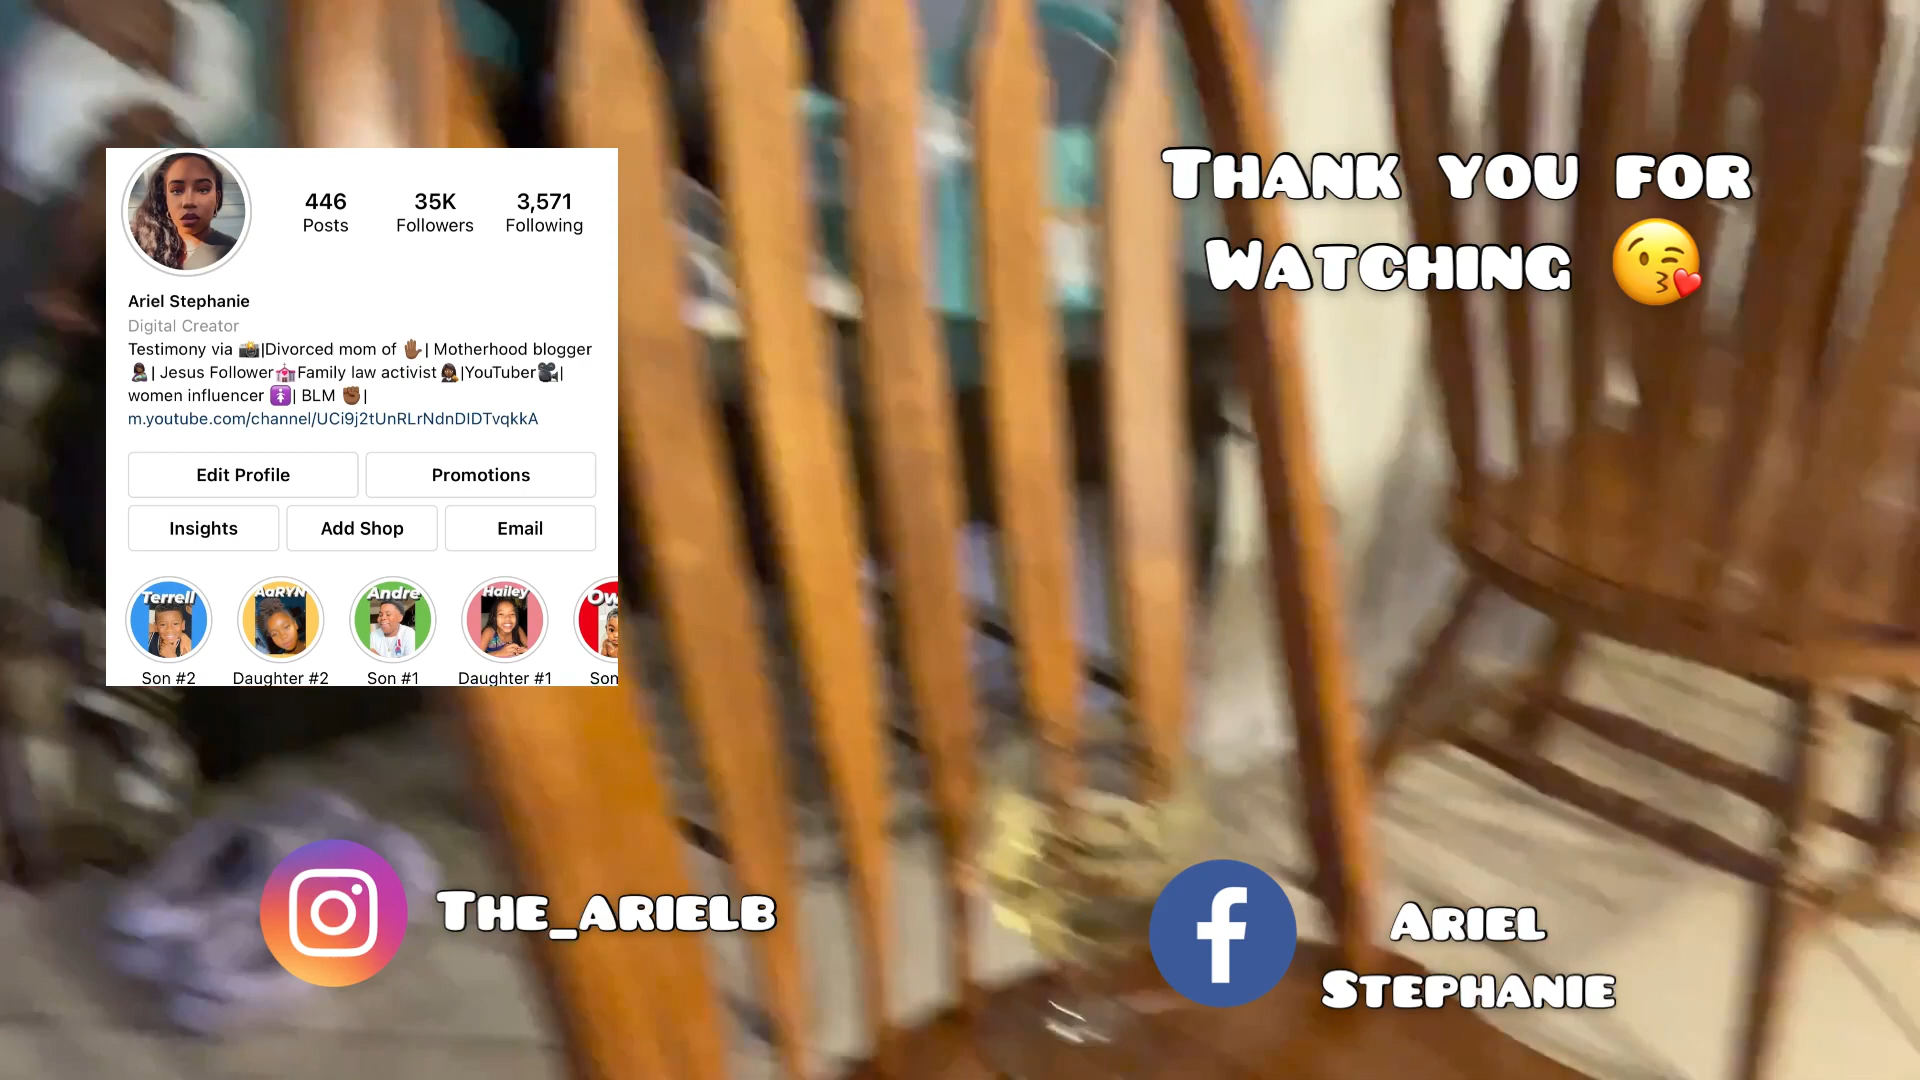 446 Posts
35K Followers
3,571 Following
Ariel Stephanie
Digital Creator
Testimony via 📸|Divorced mom of 🖐🏾| Motherhood blogger
🤱🏿| Jesus Follower💒Family law activist👩🏿‍🎓|YouTuber🎥|
women influencer 🚺| BLM ✊🏾|
m.youtube.com/channel/UCi9j2tUnRLrNdnDIDTvqkkA
Edit Profile
Promotions
Insights
Add Shop
Email
Terrell
AaRYN
Andre
Hailey
Ow
Son #2
Daughter #2
Son #1
Daughter #1
Son
THANK YOU FOR
WATCHING 😘
THE_ARIELB
f
ARIEL
STEPHANIE